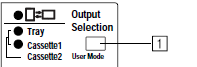 Output
Selection
Tray
Cassette1
Cassette2
User Mode
1